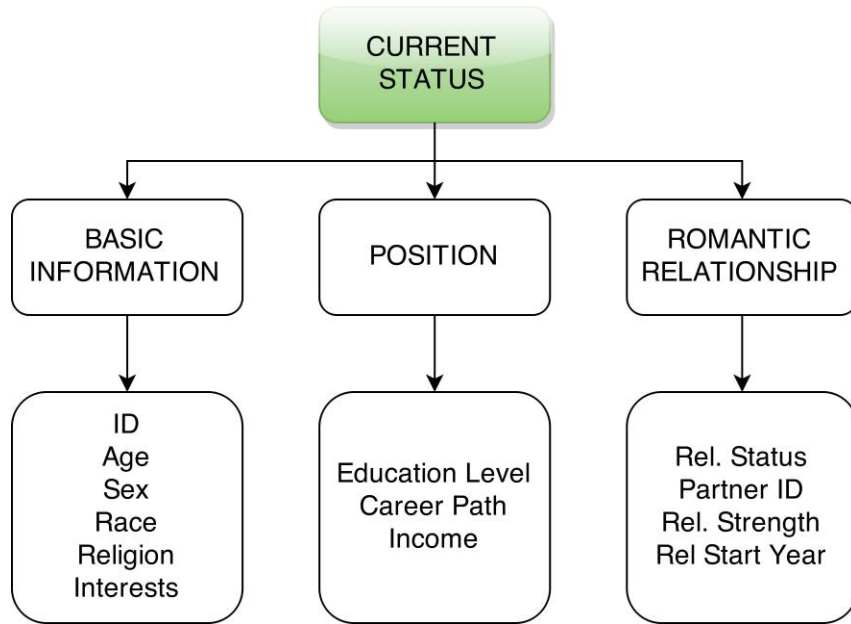 CURRENT
STATUS
BASIC
INFORMATION
POSITION
ROMANTIC
RELATIONSHIP
ID
Age
Sex
Race
Religion
Interests
Education Level
Career Path
Income
Rel. Status
Partner ID
Rel. Strength
Rel Start Year